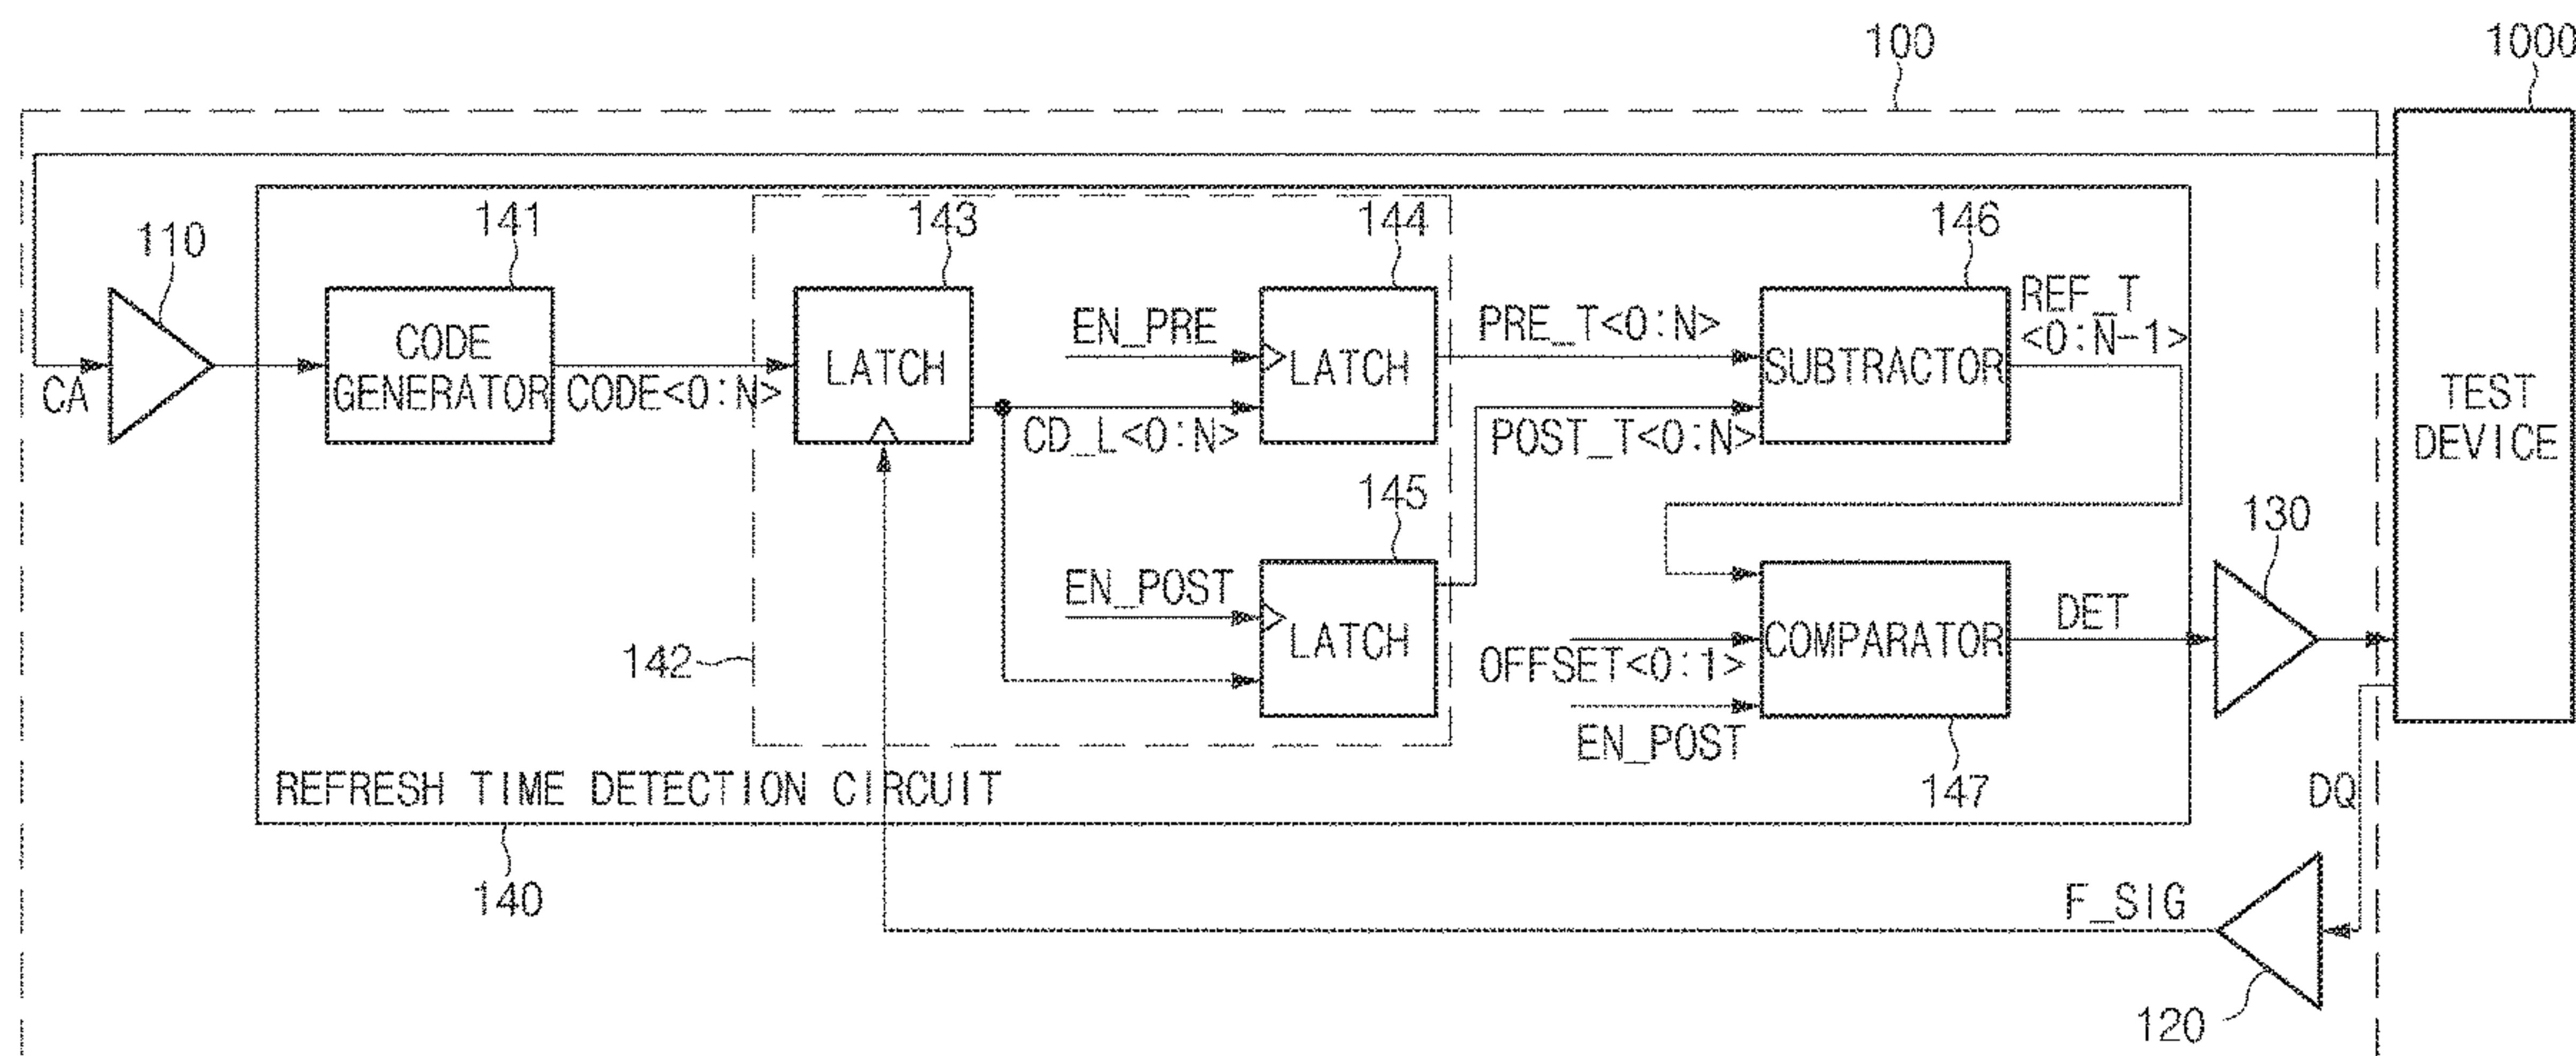 100
1000
141
143
144
146
110
CODE
GENERATOR
CODE<0:N>
LATCH
EN_PRE
LATCH
CD_L<0:N>
PRE_T<0:N>
POST_T<0:N>
SUBTRACTOR
REF_T
<0:N-1>
CA
TEST
DEVICE
145
130
EN_POST
LATCH
142
OFFSET<0:1>
EN_POST
COMPARATOR
DET
147
DQ
REFRESH TIME DETECTION CIRCUIT
140
F_SIG
120